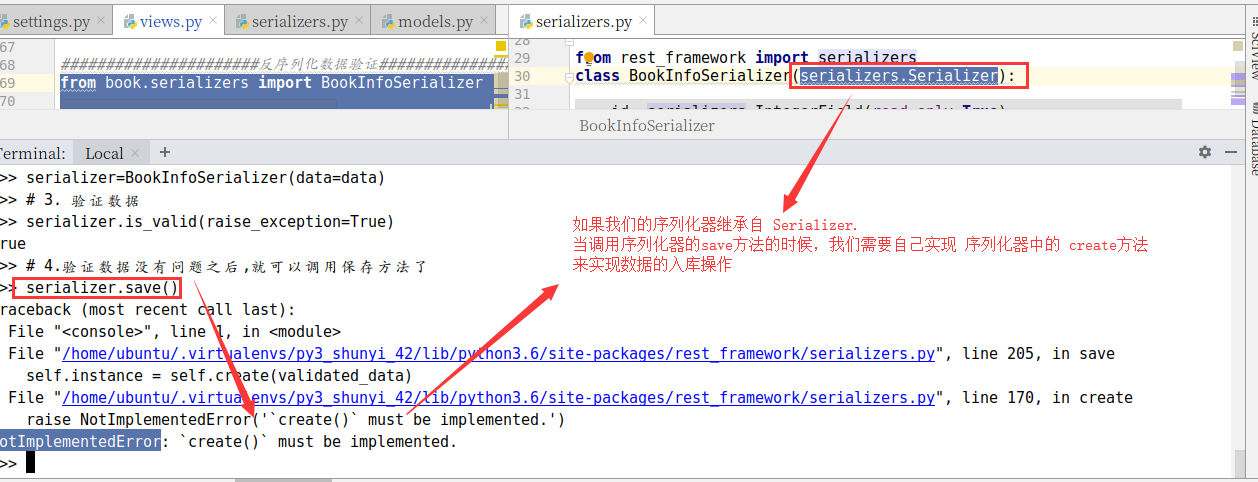 settings.py
views.py
serializers.py
models.py
serializers.py
67
68 ######################反序列化数据验证###############
69 from book.serializers import BookInfoSerializer
70
28
29 from rest_framework import serializers
30 class BookInfoSerializer(serializers.Serializer):
31
BookInfoSerializer
SciView
Database
Terminal: Local +
>> serializer=BookInfoSerializer(data=data)
>> # 3. 验证数据
>> serializer.is_valid(raise_exception=True)
rue
>> # 4.验证数据没有问题之后,就可以调用保存方法了
>> serializer.save()
raceback (most recent call last):
File "<console>", line 1, in <module>
File "/home/ubuntu/.virtualenvs/py3_shunyi_42/lib/python3.6/site-packages/rest_framework/serializers.py", line 205, in save
self.instance = self.create(validated_data)
File "/home/ubuntu/.virtualenvs/py3_shunyi_42/lib/python3.6/site-packages/rest_framework/serializers.py", line 170, in create
raise NotImplementedError('`create()` must be implemented.')
otImplementedError: `create()` must be implemented.
>>
如果我们的序列化器继承自 Serializer.
当调用序列化器的save方法的时候，我们需要自己实现 序列化器中的 create方法
来实现数据的入库操作